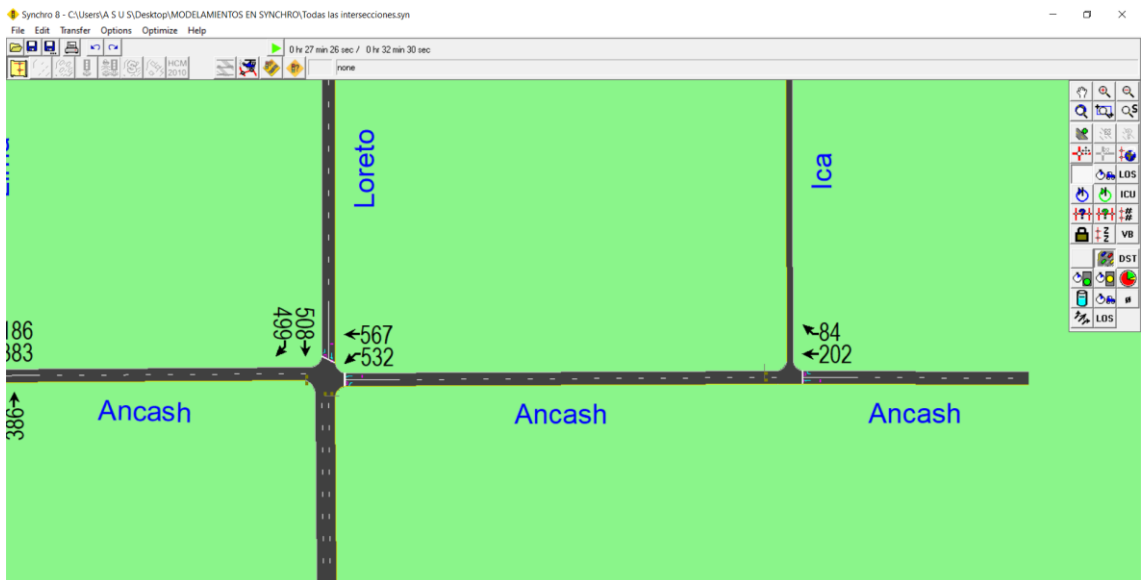 Synchro 8 - C:\Users\A S U S\Desktop\MODELAMIENTOS EN SYNCHRO\Todas las intersecciones.syn
File Edit Transfer Options Optimize Help
0 hr 27 min 26 sec / 0 hr 32 min 30 sec
HCM
2010
none
Loreto
Ica
LOS
ICU
VB
DST
LOS
186
383
386
499
508
567
532
84
202
Ancash
Ancash
Ancash